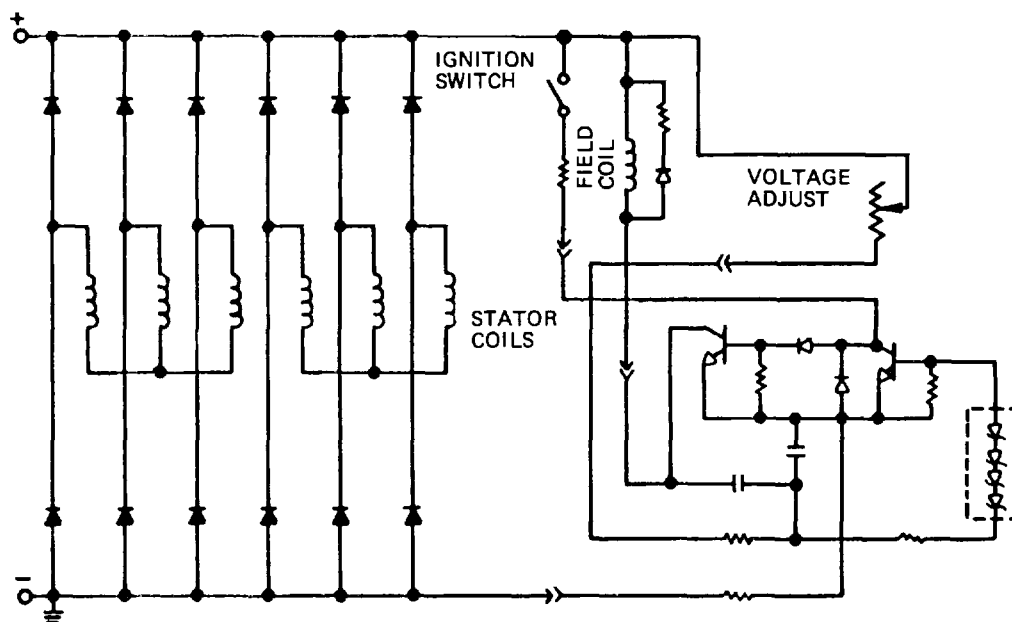 +
IGNITION
SWITCH
FIELD
COIL
VOLTAGE
ADJUST
STATOR
COILS
−